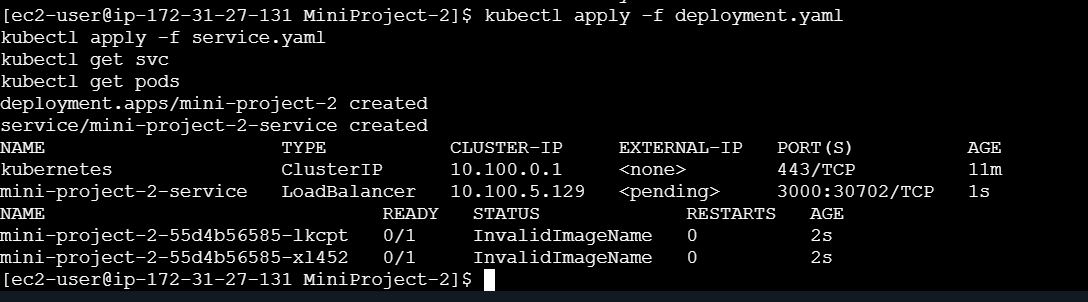 [ec2-user@ip-172-31-27-131 MiniProject-2]$ kubectl apply -f deployment.yaml
kubectl apply -f service.yaml
kubectl get svc
kubectl get pods
deployment.apps/mini-project-2 created
service/mini-project-2-service created
NAME TYPE CLUSTER-IP EXTERNAL-IP PORT(S) AGE
kubernetes ClusterIP 10.100.0.1 <none> 443/TCP 11m
mini-project-2-service LoadBalancer 10.100.5.129 <pending> 3000:30702/TCP 1s
NAME READY STATUS RESTARTS AGE
mini-project-2-55d4b56585-lkcpt 0/1 InvalidImageName 0 2s
mini-project-2-55d4b56585-xl452 0/1 InvalidImageName 0 2s
[ec2-user@ip-172-31-27-131 MiniProject-2]$